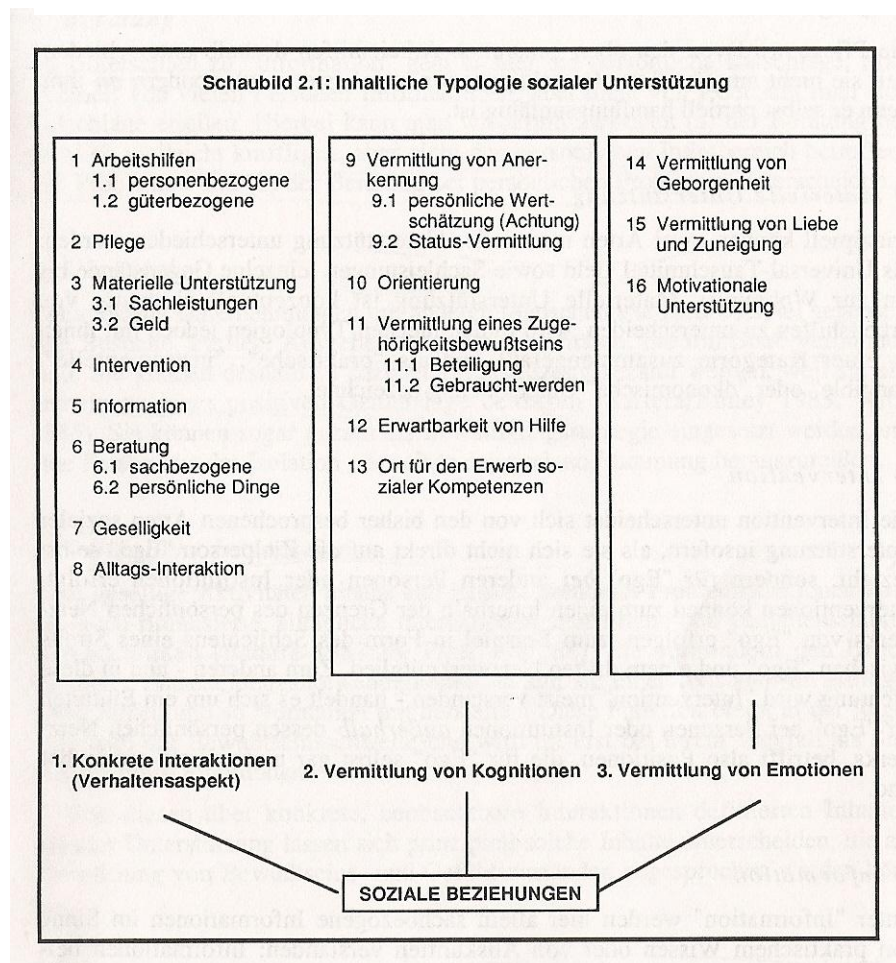 Schaubild 2.1: Inhaltliche Typologie sozialer Unterstützung
1 Arbeitshilfen
1.1 personenbezogene
1.2 güterbezogene
2 Pflege
3 Materielle Unterstützung
3.1 Sachleistungen
3.2 Geld
4 Intervention
5 Information
6 Beratung
6.1 sachbezogene
6.2 persönliche Dinge
7 Geselligkeit
8 Alltags-Interaktion
9 Vermittlung von Aner-
kennung
9.1 persönliche Wert-
schätzung (Achtung)
9.2 Status-Vermittlung
10 Orientierung
11 Vermittlung eines Zuge-
hörigkeitsbewußtseins
11.1 Beteiligung
11.2 Gebraucht-werden
12 Erwartbarkeit von Hilfe
13 Ort für den Erwerb so-
zialer Kompetenzen
14 Vermittlung von
Geborgenheit
15 Vermittlung von Liebe
und Zuneigung
16 Motivationale
Unterstützung
1. Konkrete Interaktionen
(Verhaltensaspekt)
2. Vermittlung von Kognitionen
3. Vermittlung von Emotionen
SOZIALE BEZIEHUNGEN